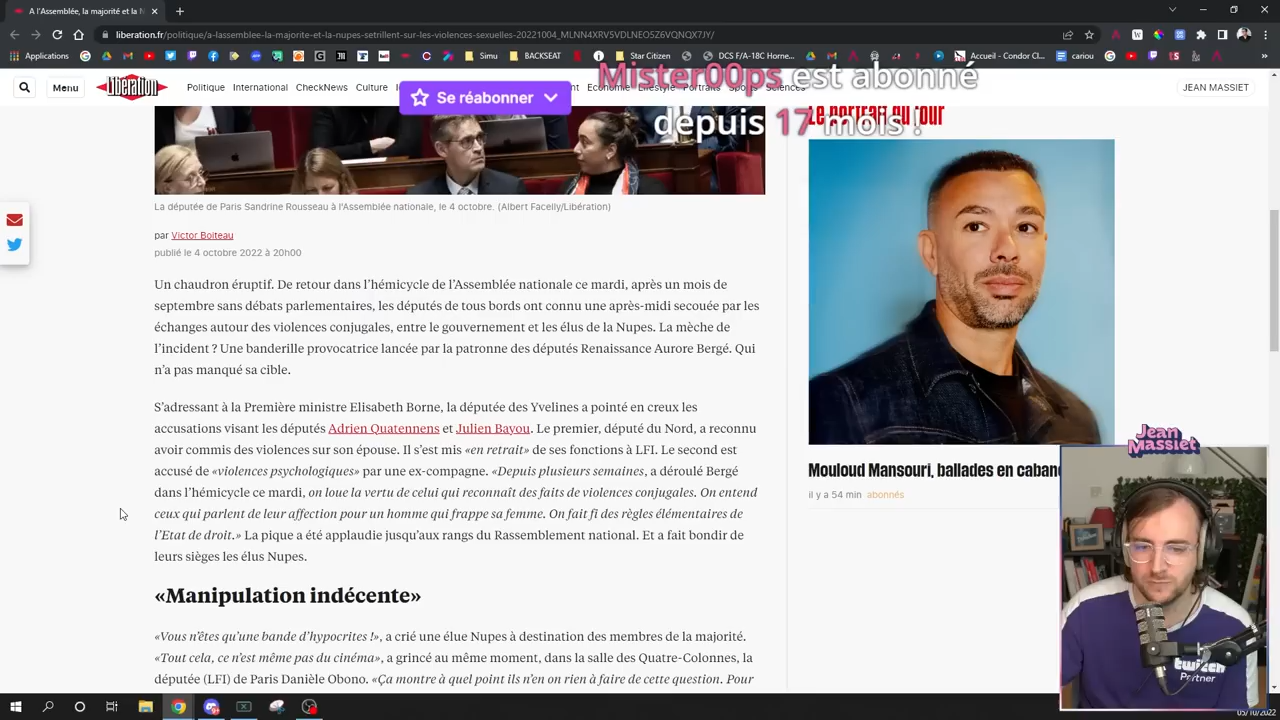 A l'Assemblée, la majorité et la N
liberation.fr/politique/a-lassemblee-la-majorite-et-la-nupes-setrillent-sur-les-violences-sexuelles-20221004_MLNN4XRV5VDLNEO5Z6VQNQX7JY/
Applications
Simu
BACKSEAT
Star Citizen
DCS F/A-18C Horne...
Accueil - Condor Cl...
Mister00ps est abonné
depuis 17 mois !
Menu
Libération
Politique International CheckNews Culture
Se réabonner
Economie Lifestyle Portraits Sports Sciences
JEAN MASSIET
Le portrait du jour
La députée de Paris Sandrine Rousseau à l'Assemblée nationale, le 4 octobre. (Albert Facelly/Libération)
par Victor Boiteau
publié le 4 octobre 2022 à 20h00
Un chaudron éruptif. De retour dans l'hémicycle de l'Assemblée nationale ce mardi, après un mois de
septembre sans débats parlementaires, les députés de tous bords ont connu une après-midi secouée par les
échanges autour des violences conjugales, entre le gouvernement et les élus de la Nupes. La mèche de
l'incident ? Une banderille provocatrice lancée par la patronne des députés Renaissance Aurore Bergé. Qui
n'a pas manqué sa cible.
S'adressant à la Première ministre Elisabeth Borne, la députée des Yvelines a pointé en creux les
accusations visant les députés Adrien Quatennens et Julien Bayou. Le premier, député du Nord, a reconnu
avoir commis des violences sur son épouse. Il s'est mis «en retrait» de ses fonctions à LFI. Le second est
accusé de «violences psychologiques» par une ex-compagne. «Depuis plusieurs semaines, a déroulé Bergé
dans l'hémicycle ce mardi, on loue la vertu de celui qui reconnaît des faits de violences conjugales. On entend
ceux qui parlent de leur affection pour un homme qui frappe sa femme. On fait fi des règles élémentaires de
l'Etat de droit.» La pique a été applaudie jusqu'aux rangs du Rassemblement national. Et a fait bondir de
leurs sièges les élus Nupes.
«Manipulation indécente»
«Vous n'êtes qu'une bande d'hypocrites !», a crié une élue Nupes à destination des membres de la majorité.
«Tout cela, ce n'est même pas du cinéma», a grincé au même moment, dans la salle des Quatre-Colonnes, la
députée (LFI) de Paris Danièle Obono. «Ça montre à quel point ils n'en on rien à faire de cette question. Pour
Mouloud Mansouri, ballades en caban
il y a 54 min abonnés
Jean
Massiet
twitch
Partner
05/10/2022